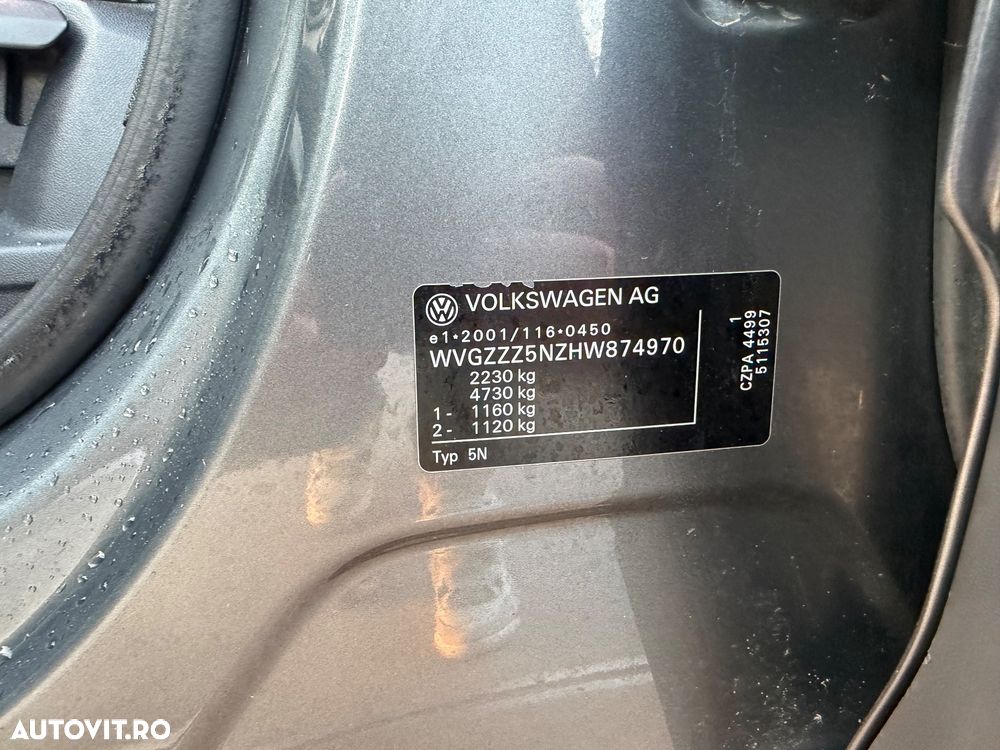 VOLKSWAGEN AG
e1*2001/116*0450
WVGZZZ5NZHW874970
2230 kg
4730 kg
1- 1160 kg
2- 1120 kg
Typ 5N
CZPA 4499 1
5115307
AUTOVIT.RO